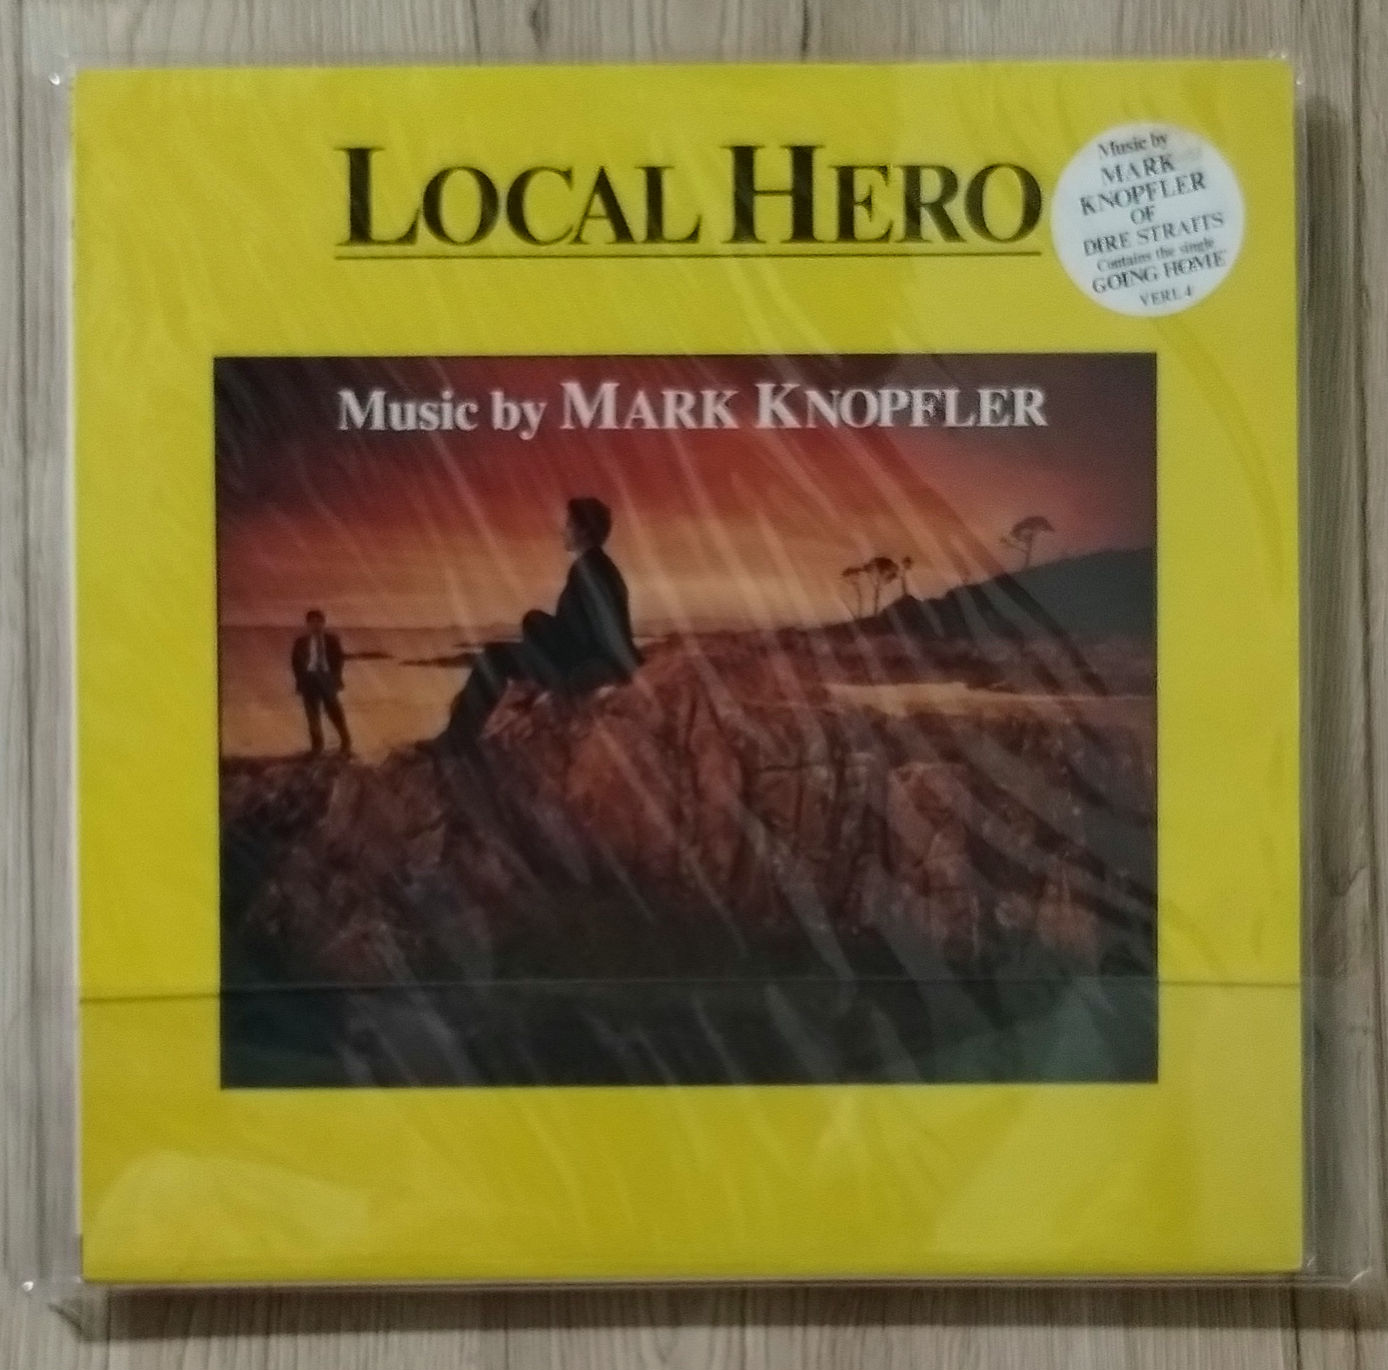 LOCAL HERO
Music by
MARK
KNOPFLER
OF
DIRE STRAITS
Contains the single
GOING HOME
VERL 4
Music by MARK KNOPFLER